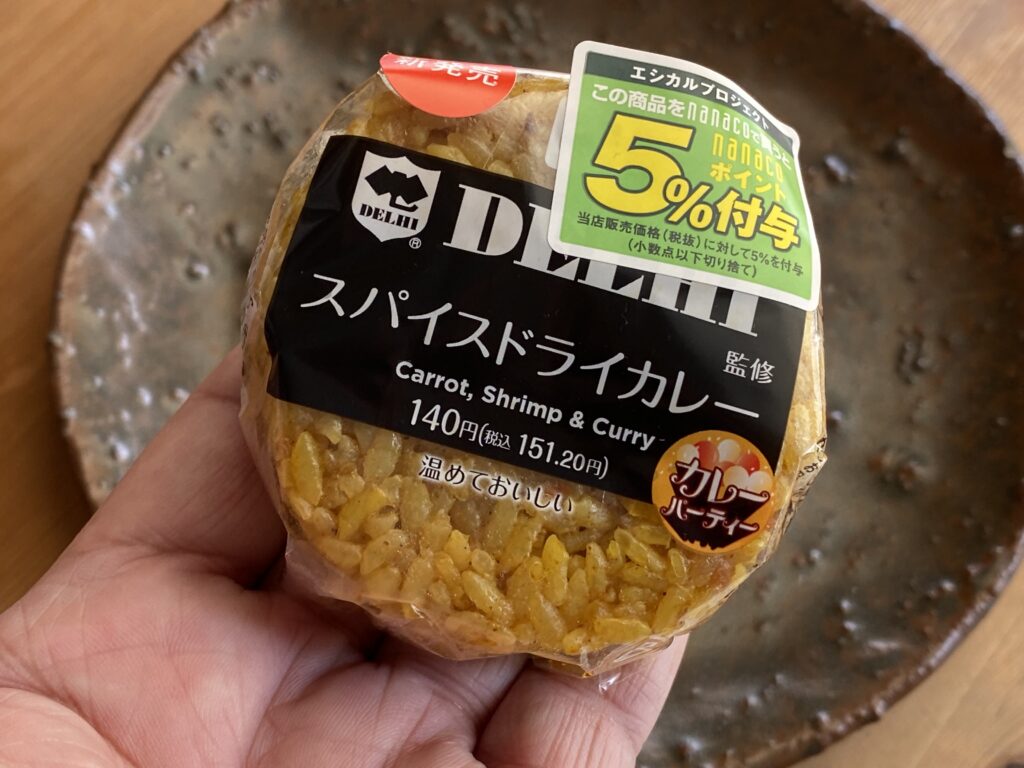 新発売
エシカルプロジェクト
この商品をnanacoで買うと
nanaco
ポイント
5%付与
当店販売価格(税抜)に対して5%を付与
(小数点以下切り捨て)
DELHI
®
DELHI
監修
スパイスドライカレー
Carrot, Shrimp & Curry
140円(税込 151.20円)
温めておいしい
カレー
パーティー